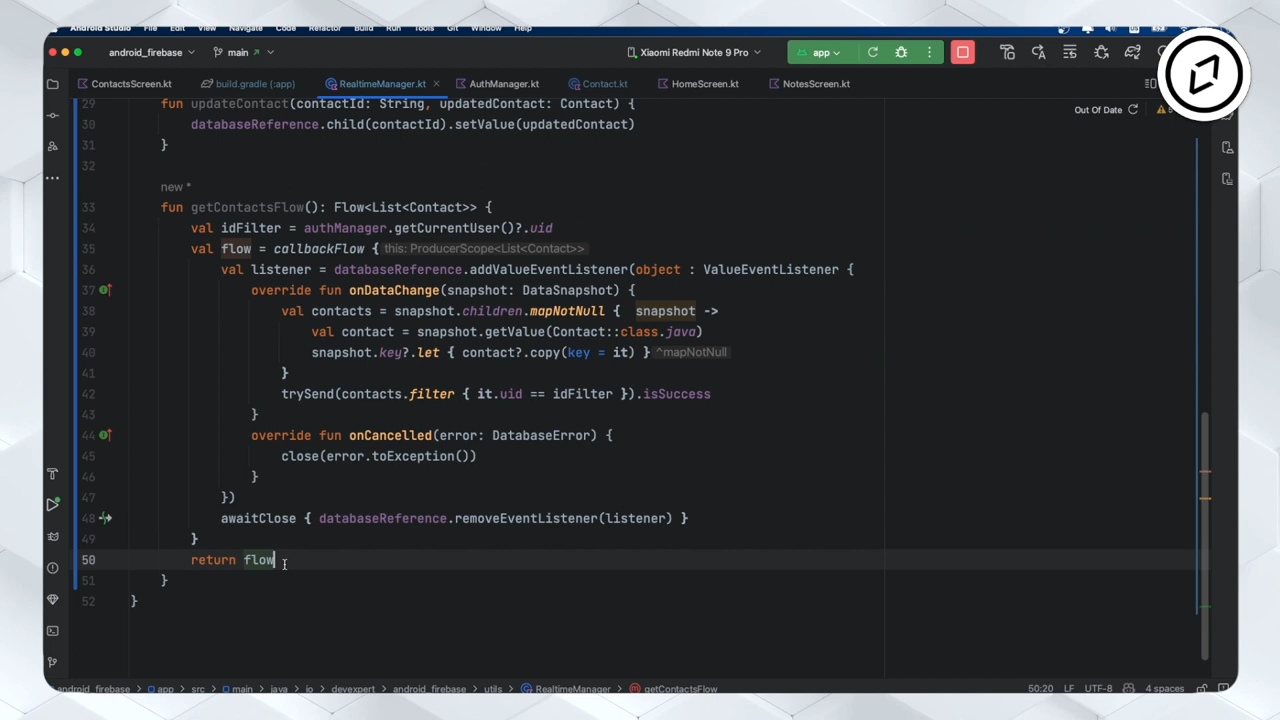 Android Studio File Edit View Navigate Code Refactor Build Run Tools Git Window Help
android_firebase main Xiaomi Redmi Note 9 Pro app
ContactsScreen.kt build.gradle (:app) RealtimeManager.kt AuthManager.kt Contact.kt HomeScreen.kt NotesScreen.kt
Out Of Date
29 fun updateContact(contactId: String, updatedContact: Contact) {
30 databaseReference.child(contactId).setValue(updatedContact)
31 }
32
new *
33 fun getContactsFlow(): Flow<List<Contact>> {
34 val idFilter = authManager.getCurrentUser()?.uid
35 val flow = callbackFlow { this: ProducerScope<List<Contact>>
36 val listener = databaseReference.addValueEventListener(object : ValueEventListener {
37 override fun onDataChange(snapshot: DataSnapshot) {
38 val contacts = snapshot.children.mapNotNull { snapshot ->
39 val contact = snapshot.getValue(Contact::class.java)
40 snapshot.key?.let { contact?.copy(key = it) } ^mapNotNull
41 }
42 trySend(contacts.filter { it.uid == idFilter }).isSuccess
43 }
44 override fun onCancelled(error: DatabaseError) {
45 close(error.toException())
46 }
47 })
48 awaitClose { databaseReference.removeEventListener(listener) }
49 }
50 return flow
51 }
52 }
android_firebase > app > src > main > java > io > devexpert > android_firebase > utils > RealtimeManager > getContactsFlow 50:20 LF UTF-8 4 spaces